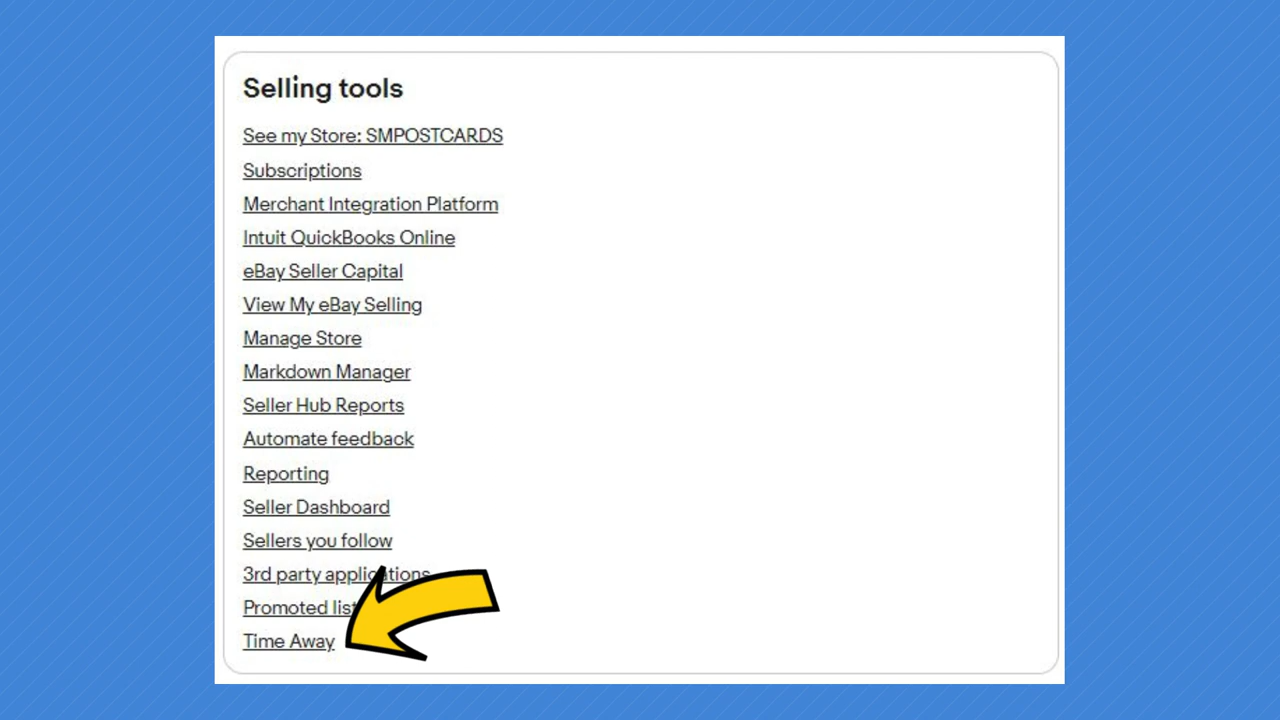 Selling tools
See my Store: SMPOSTCARDS
Subscriptions
Merchant Integration Platform
Intuit QuickBooks Online
eBay Seller Capital
View My eBay Selling
Manage Store
Markdown Manager
Seller Hub Reports
Automate feedback
Reporting
Seller Dashboard
Sellers you follow
3rd party applications
Promoted
Time Away